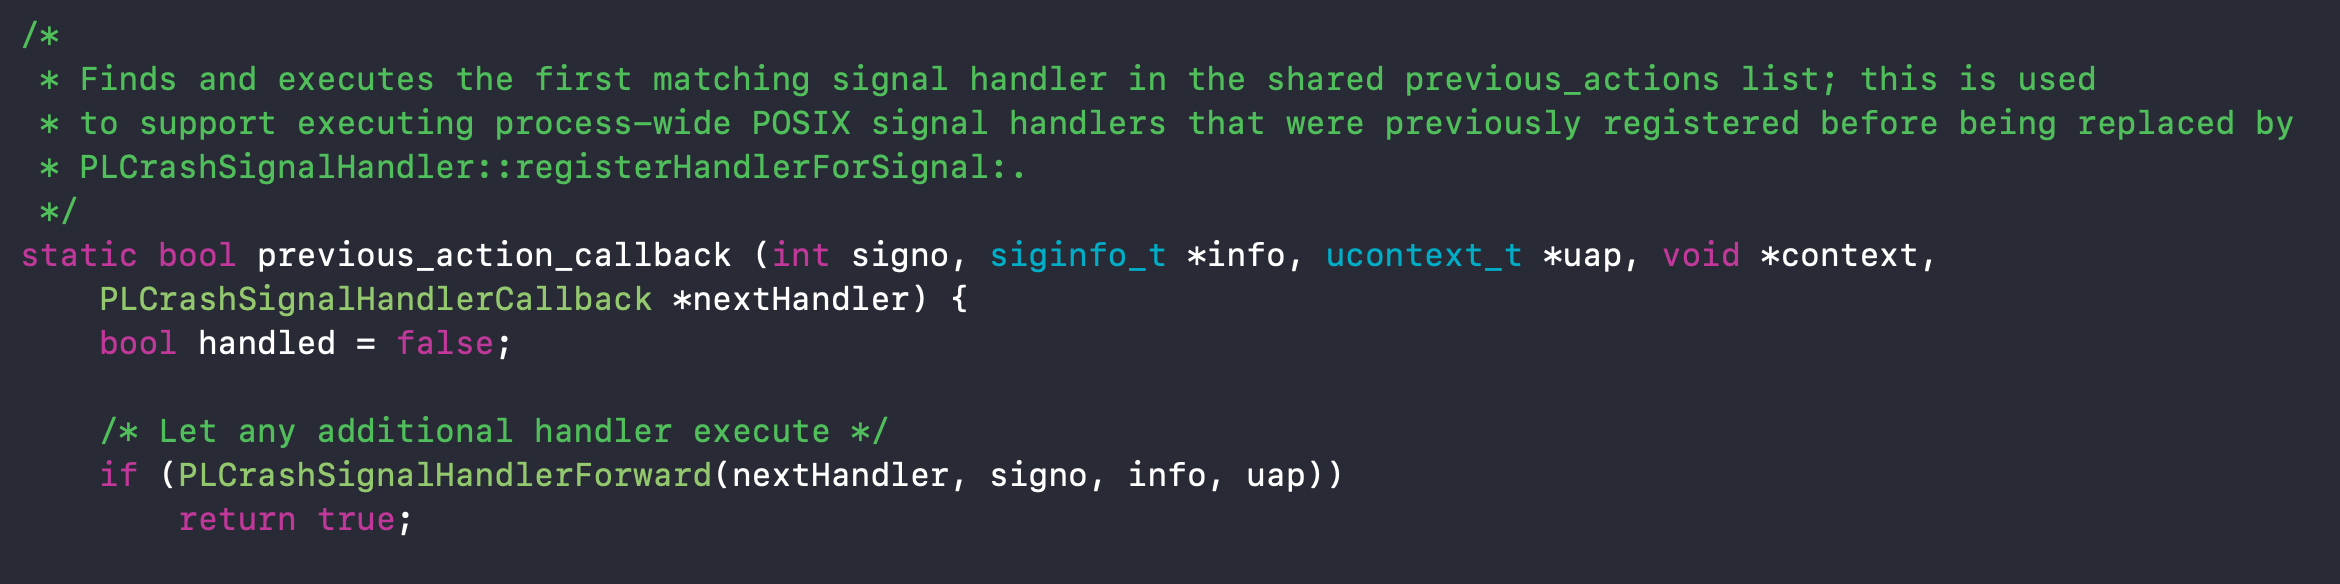 /*
 * Finds and executes the first matching signal handler in the shared previous_actions list; this is used
 * to support executing process-wide POSIX signal handlers that were previously registered before being replaced by
 * PLCrashSignalHandler::registerHandlerForSignal:.
 */
static bool previous_action_callback (int signo, siginfo_t *info, ucontext_t *uap, void *context,
    PLCrashSignalHandlerCallback *nextHandler) {
    bool handled = false;

    /* Let any additional handler execute */
    if (PLCrashSignalHandlerForward(nextHandler, signo, info, uap))
        return true;